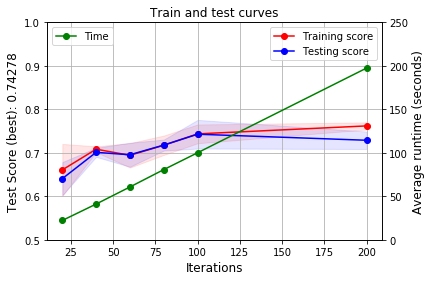 Train and test curves
Time
Training score
Testing score
Test Score (best): 0.74278
1.0
0.9
0.8
0.7
0.6
0.5
250
200
150
100
50
0
Average runtime (seconds)
25 50 75 100 125 150 175 200
Iterations